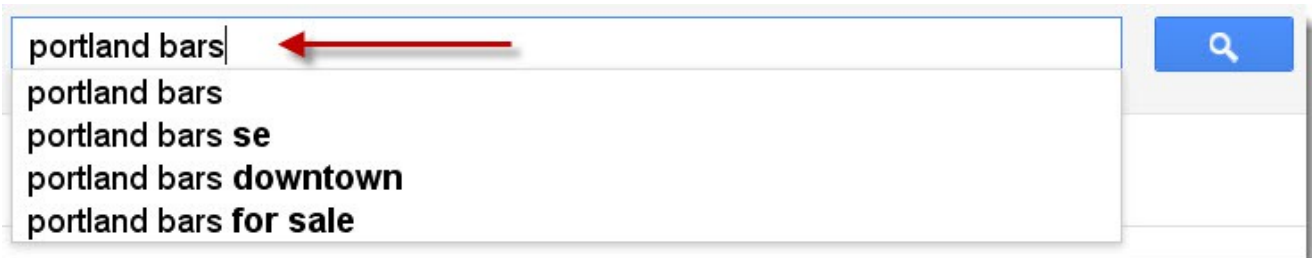 portland bars
portland bars
portland bars se
portland bars downtown
portland bars for sale